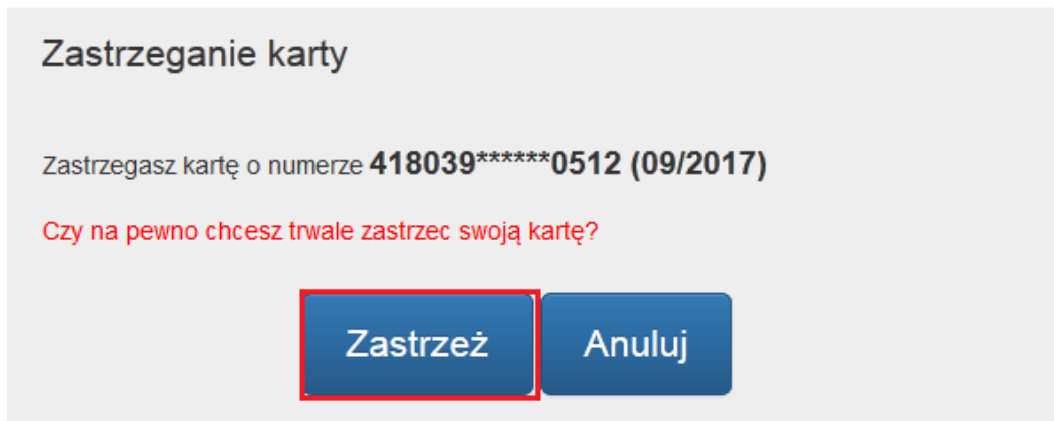 Zastrzeganie karty
Zastrzegasz kartę o numerze 418039******0512 (09/2017)
Czy na pewno chcesz trwale zastrzec swoją kartę?
Zastrzeż Anuluj